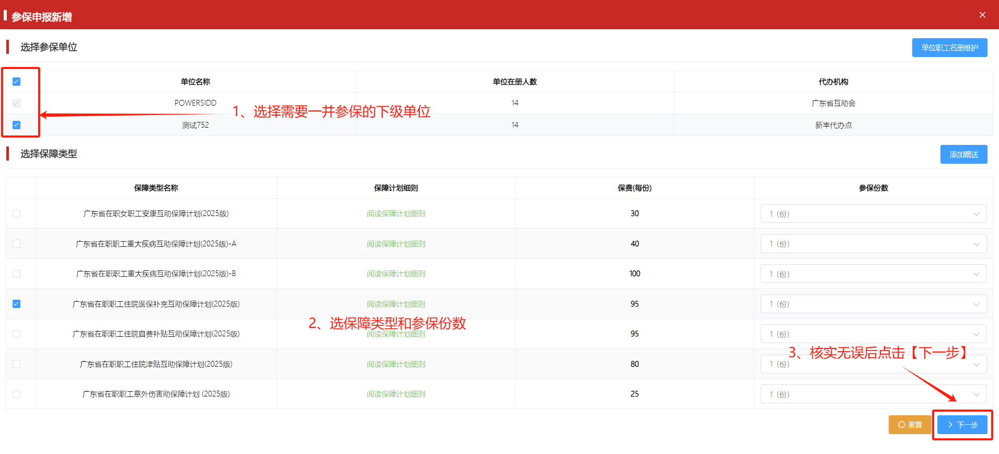 参保申报新增
选择参保单位
单位职工名册维护
单位名称 单位在册人数 代办机构
POWERSIDD 14 广东省互助会
1、选择需要一并参保的下级单位
测试752 14 新丰代办点
选择保障类型
添加赠送
保障类型名称 保障计划细则 保费(每份) 参保份数
广东省在职女职工安康互助保障计划(2025版) 阅读保障计划细则 30 1 (份)
广东省在职职工重大疾病互助保障计划(2025版)-A 阅读保障计划细则 40 1 (份)
广东省在职职工重大疾病互助保障计划(2025版)-B 阅读保障计划细则 100 1 (份)
广东省在职职工住院医保补充互助保障计划(2025版) 阅读保障计划细则 95 1 (份)
2、选保障类型和参保份数
广东省在职职工住院自费补贴互助保障计划(2025版) 阅读保障计划细则 95 1 (份)
3、核实无误后点击【下一步】
广东省在职职工住院津贴互助保障计划(2025版) 阅读保障计划细则 80 1 (份)
广东省在职职工意外伤害助保障计划 (2025版) 阅读保障计划细则 25 1 (份)
重置 下一步